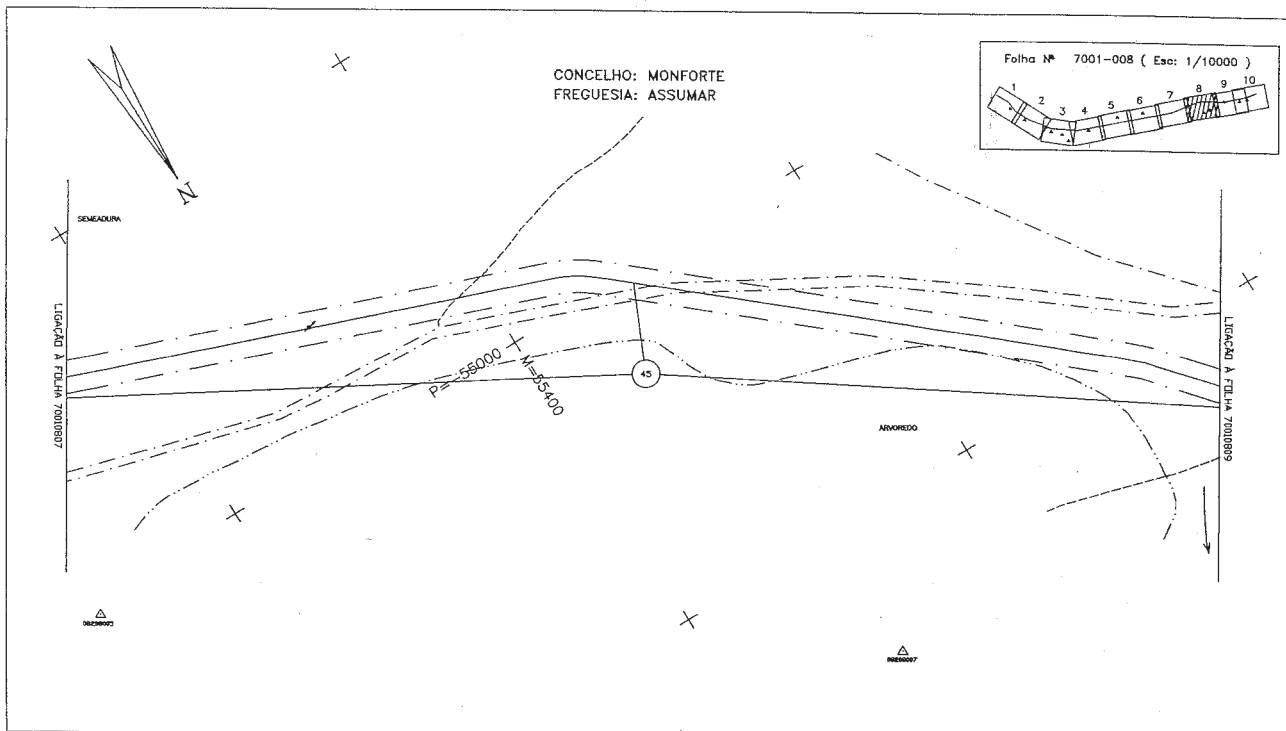 CONCELHO: MONFORTE
FREGUESIA: ASSUMAR
Folha Nº 7001-008 ( Esc: 1/10000 )
1 2 3 4 5 6 7 8 9 10
N
SEMEADURA
LIGAÇÃO À FOLHA 70010807
P=-55000
M=55400
45
ARVOREDO
LIGAÇÃO À FOLHA 70010809